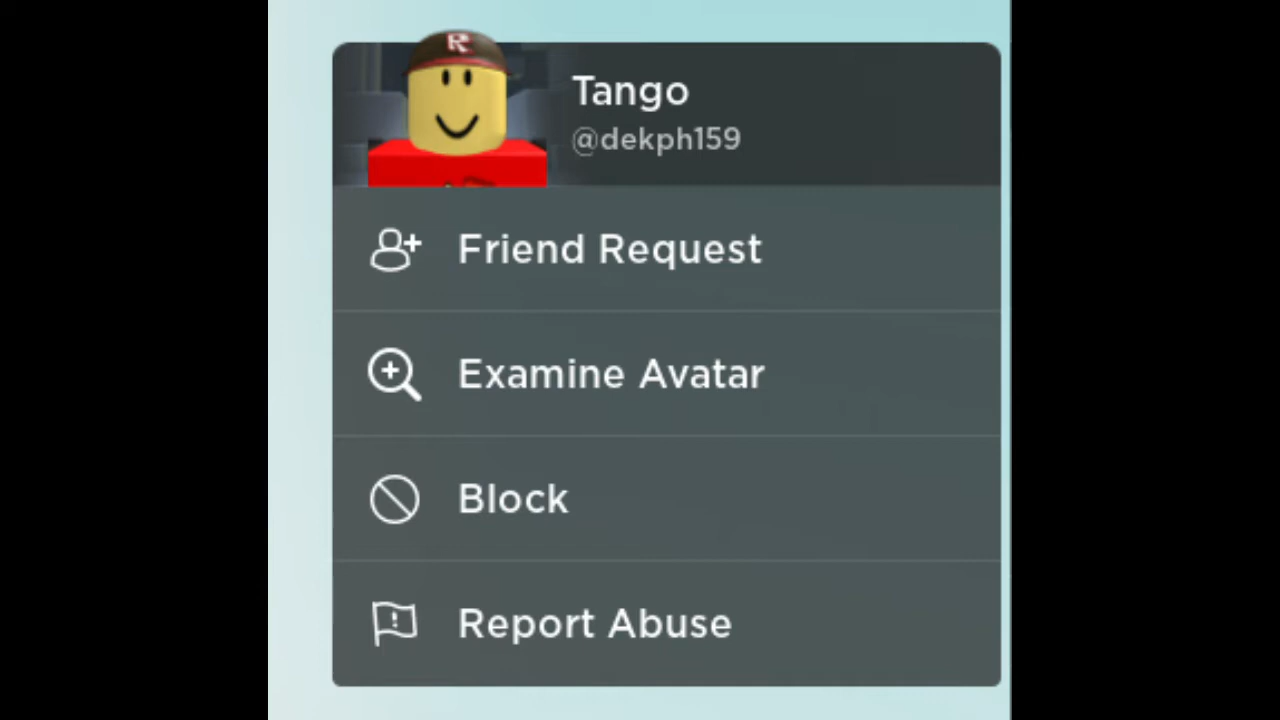 R
Tango
@dekph159
Friend Request
Examine Avatar
Block
Report Abuse